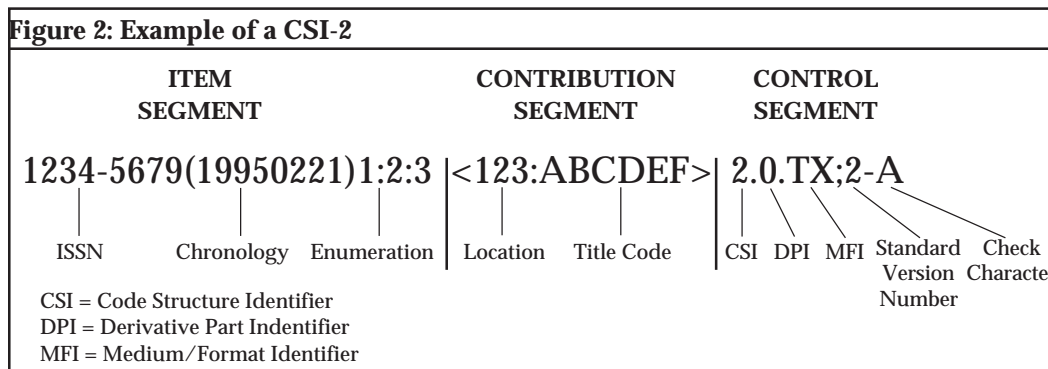 Figure 2: Example of a CSI-2
ITEM SEGMENT
CONTRIBUTION SEGMENT
CONTROL SEGMENT
1234-5679(19950221)1:2:3 <123:ABCDEF> 2.0.TX;2-A
ISSN Chronology Enumeration Location Title Code CSI DPI MFI Standard Version Number Check Characte
CSI = Code Structure Identifier
DPI = Derivative Part Indentifier
MFI = Medium/Format Identifier